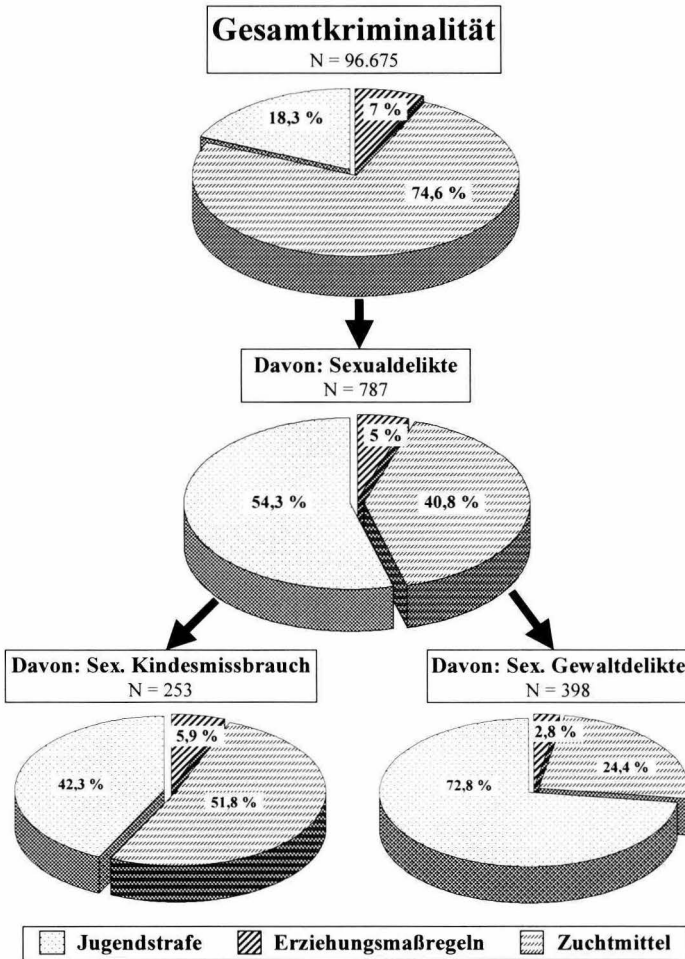 Gesamtkriminalität
N = 96.675
18,3 %
7 %
74,6 %
Davon: Sexualdelikte
N = 787
5 %
54,3 %
40,8 %
Davon: Sex. Kindesmissbrauch
N = 253
Davon: Sex. Gewaltdelikte
N = 398
5,9 %
42,3 %
51,8 %
2,8 %
72,8 %
24,4 %
Jugendstrafe Erziehungsmaßregeln Zuchtmittel